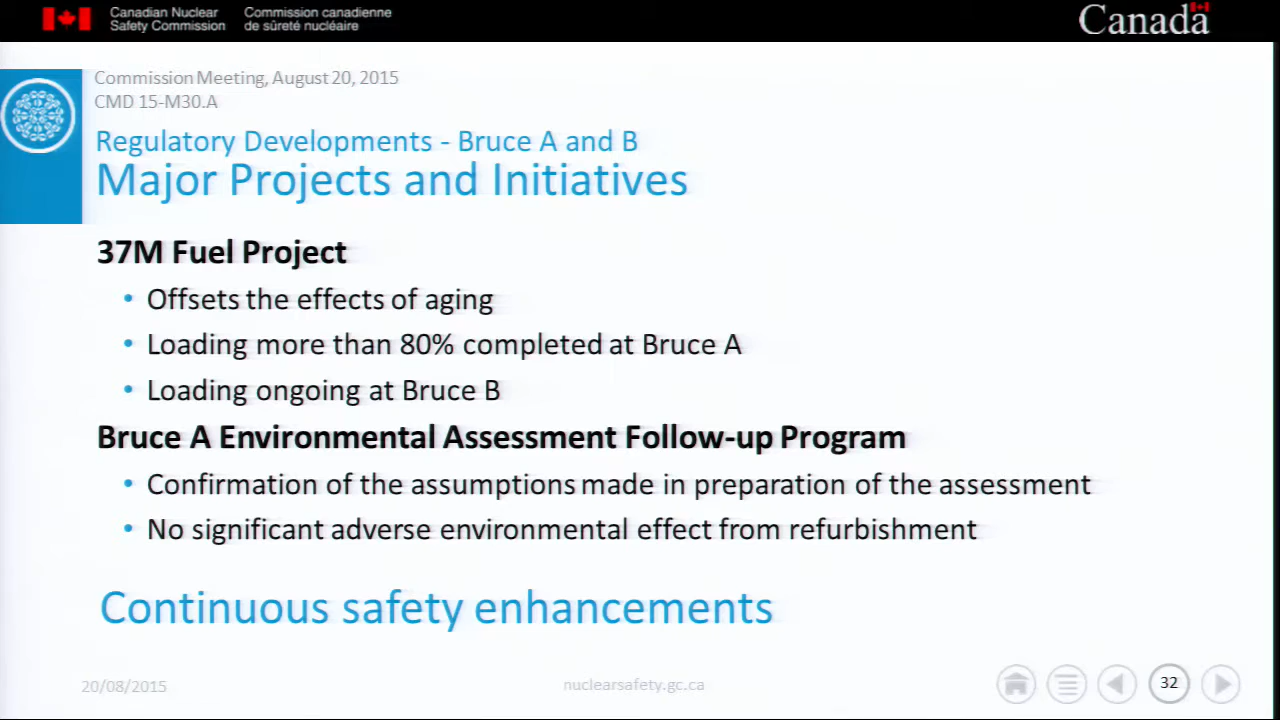 Canadian Nuclear
Safety Commission
Commission canadienne
de sûreté nucléaire
Canada
Commission Meeting, August 20, 2015
CMD 15-M30.A
Regulatory Developments - Bruce A and B
Major Projects and Initiatives
37M Fuel Project
• Offsets the effects of aging
• Loading more than 80% completed at Bruce A
• Loading ongoing at Bruce B
Bruce A Environmental Assessment Follow-up Program
• Confirmation of the assumptions made in preparation of the assessment
• No significant adverse environmental effect from refurbishment
Continuous safety enhancements
20/08/2015
nuclearsafety.gc.ca
32